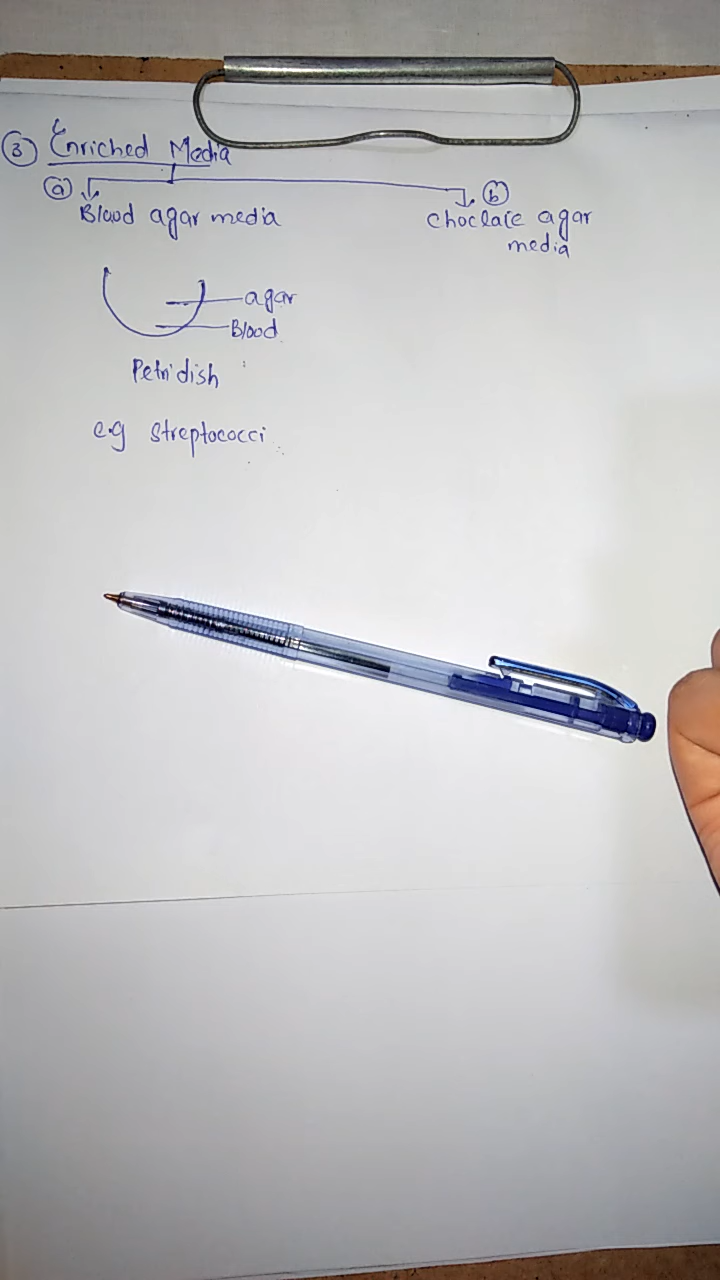 ③ Enriched Media
ⓐ
Blood agar media
ⓑ
Choclate agar
media
agar
Blood
Petri dish
e.g streptococci